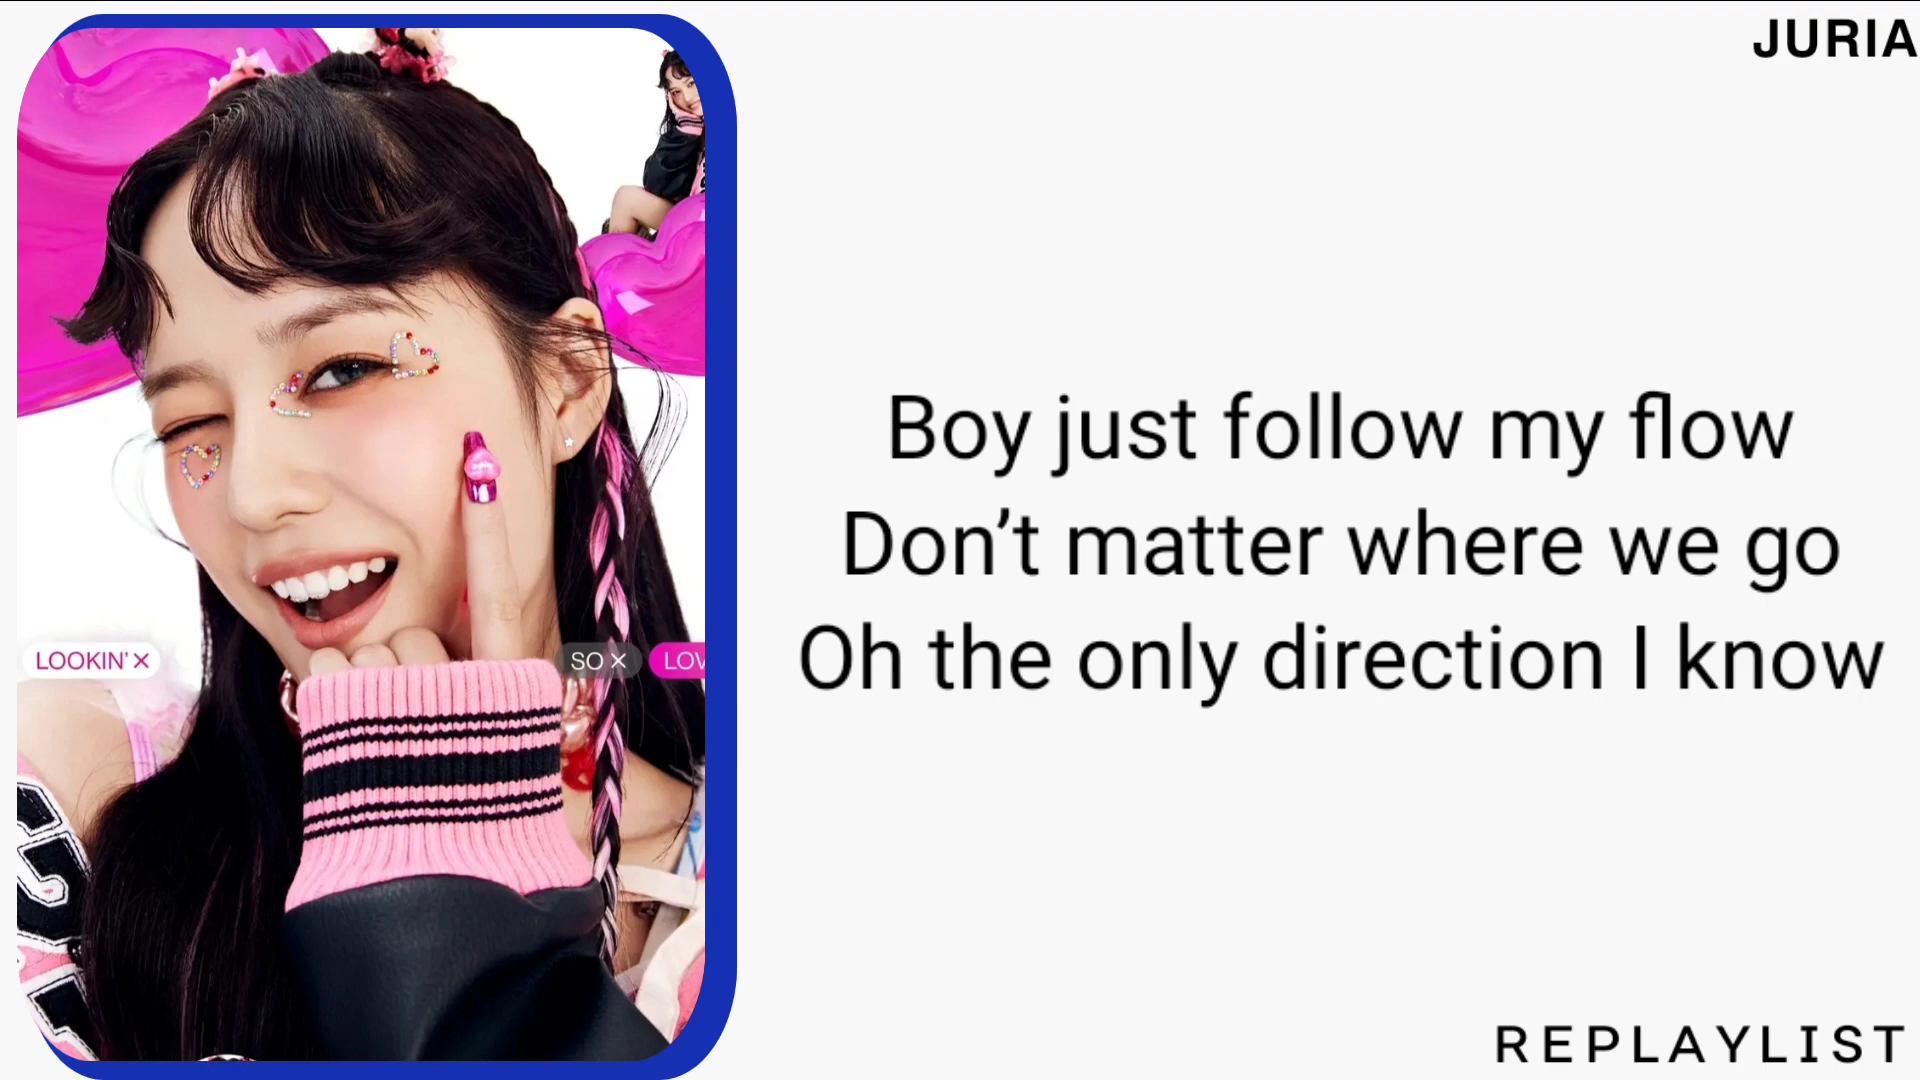 JURIA
LOOKIN' ×
SO ×
LOV
Boy just follow my flow
Don’t matter where we go
Oh the only direction I know
REPLAYLIST